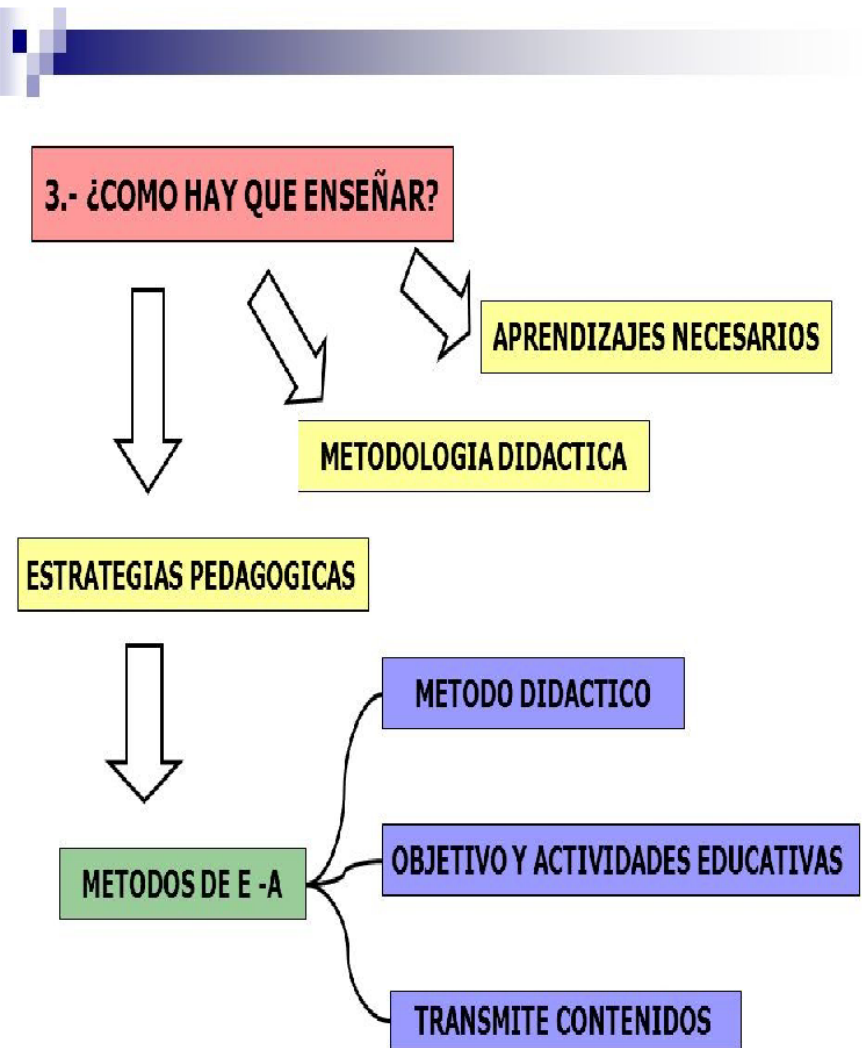 3.- ¿COMO HAY QUE ENSEÑAR?
APRENDIZAJES NECESARIOS
METODOLOGIA DIDACTICA
ESTRATEGIAS PEDAGOGICAS
METODO DIDACTICO
OBJETIVO Y ACTIVIDADES EDUCATIVAS
METODOS DE E -A
TRANSMITE CONTENIDOS